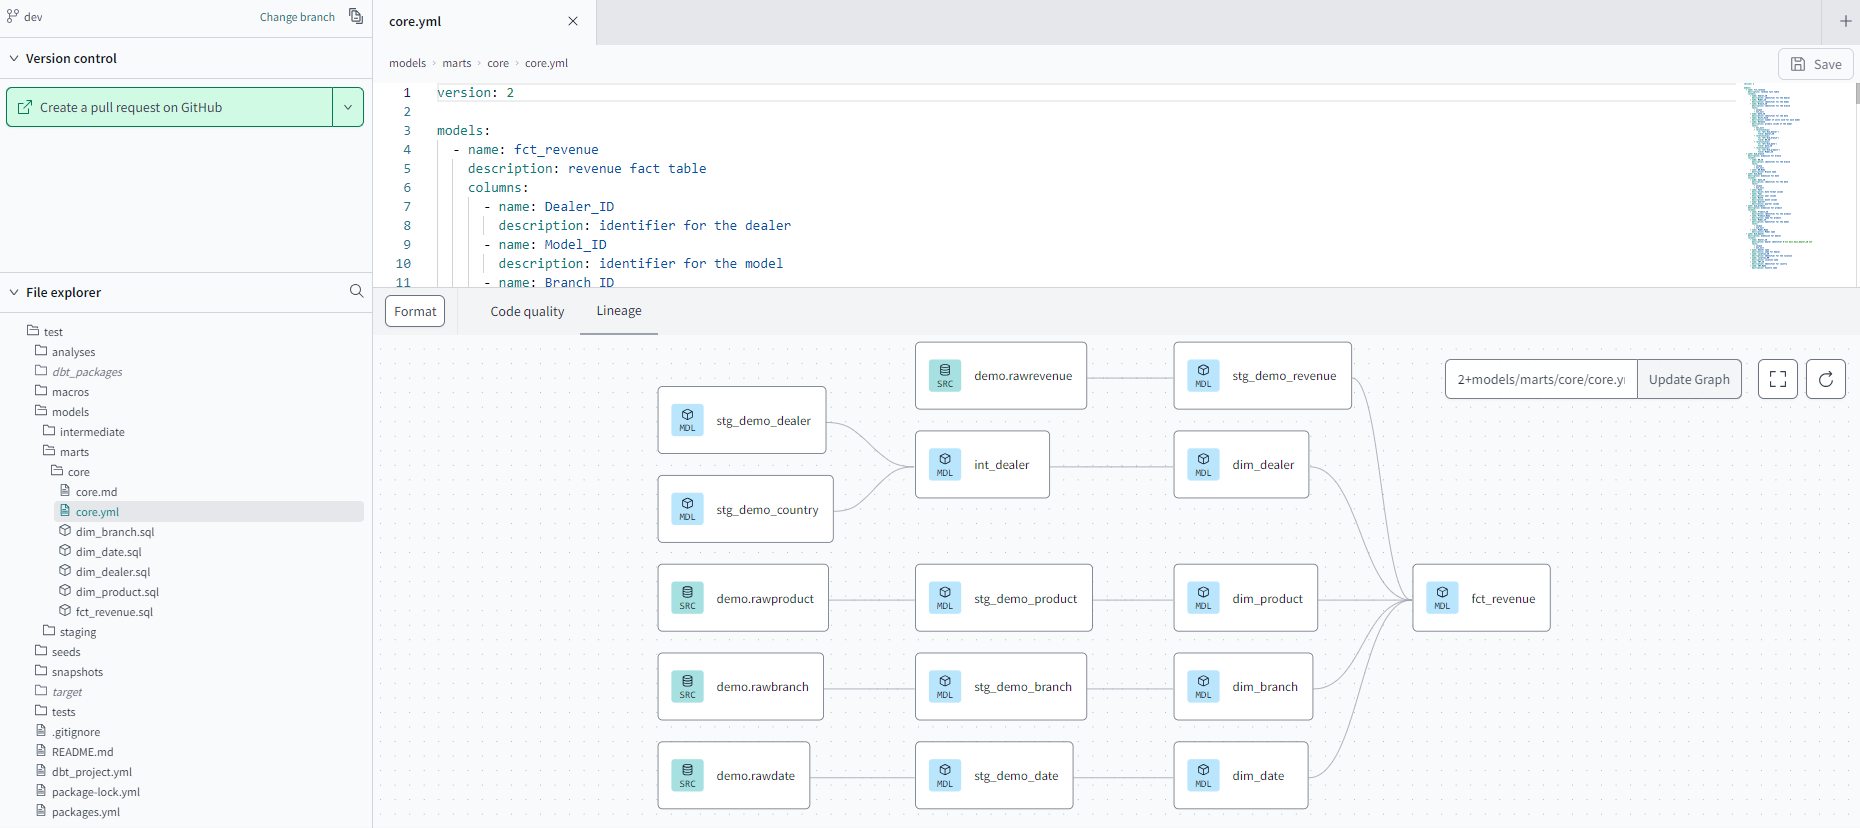 dev
Change branch
Version control
Create a pull request on GitHub
File explorer
test
analyses
dbt_packages
macros
models
intermediate
marts
core
core.md
core.yml
dim_branch.sql
dim_date.sql
dim_dealer.sql
dim_product.sql
fct_revenue.sql
staging
seeds
snapshots
target
tests
.gitignore
README.md
dbt_project.yml
package-lock.yml
packages.yml
core.yml
models › marts › core › core.yml
Save
1 version: 2
2
3 models:
4 - name: fct_revenue
5 description: revenue fact table
6 columns:
7 - name: Dealer_ID
8 description: identifier for the dealer
9 - name: Model_ID
10 description: identifier for the model
11 - name: Branch_ID
Format
Code quality
Lineage
2+models/marts/core/core.y
Update Graph
SRC demo.rawrevenue
MDL stg_demo_revenue
MDL stg_demo_dealer
MDL int_dealer
MDL dim_dealer
MDL stg_demo_country
SRC demo.rawproduct
MDL stg_demo_product
MDL dim_product
MDL fct_revenue
SRC demo.rawbranch
MDL stg_demo_branch
MDL dim_branch
SRC demo.rawdate
MDL stg_demo_date
MDL dim_date